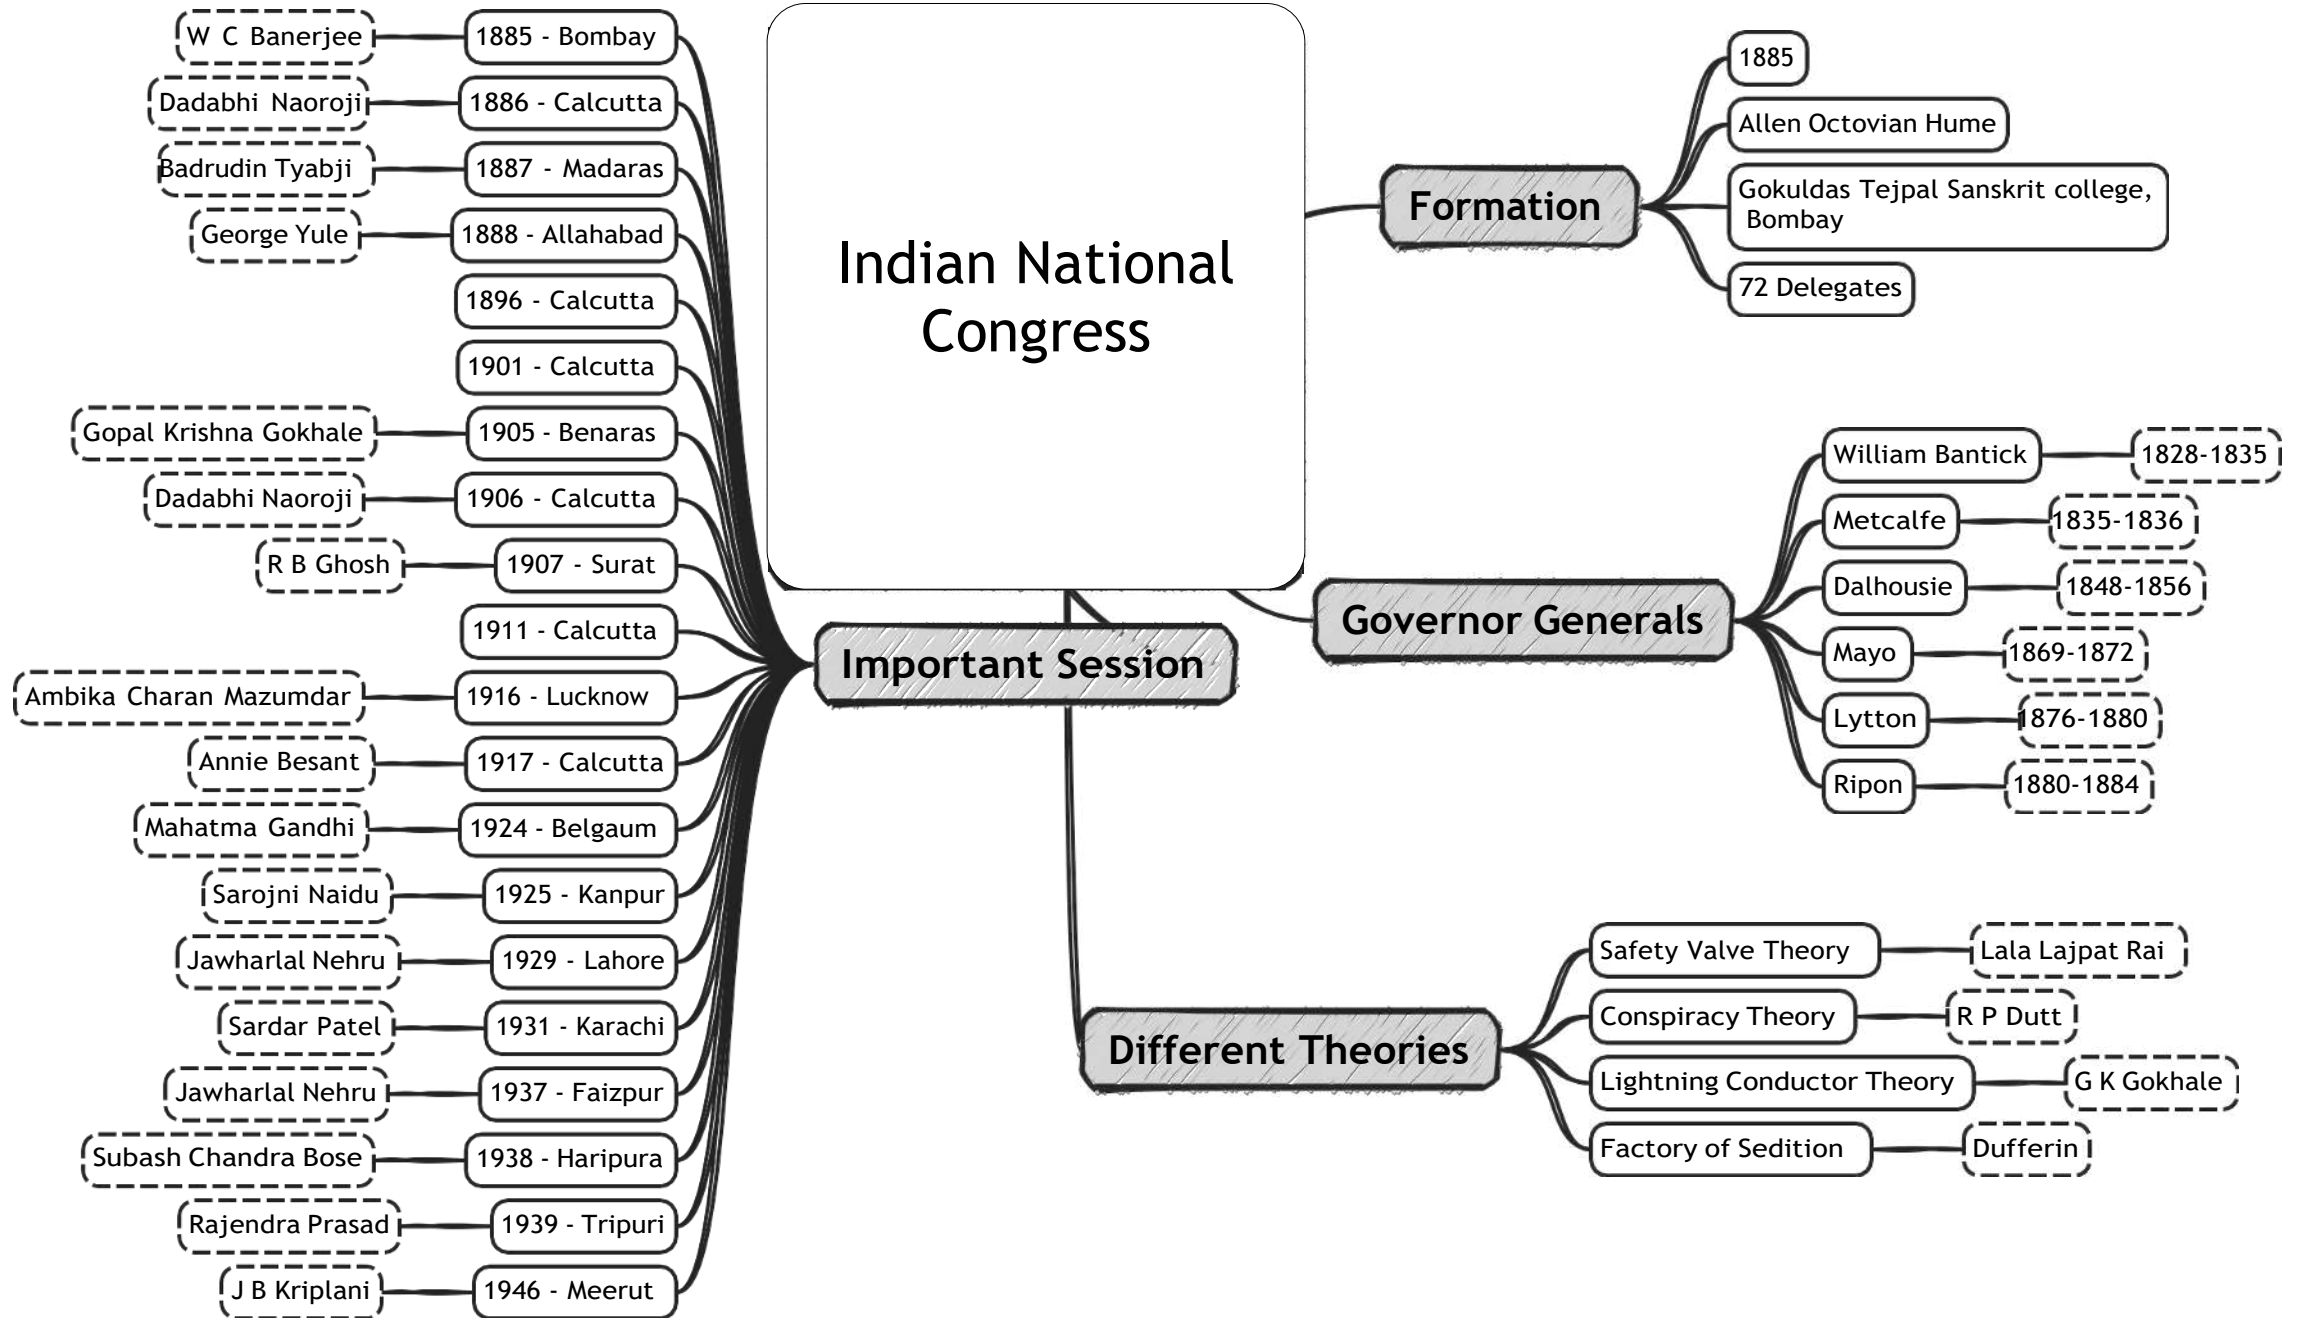 Indian National
Congress
Formation
1885
Allen Octovian Hume
Gokuldas Tejpal Sanskrit college,
Bombay
72 Delegates
Governor Generals
William Bantick
1828-1835
Metcalfe
1835-1836
Dalhousie
1848-1856
Mayo
1869-1872
Lytton
1876-1880
Ripon
1880-1884
Different Theories
Safety Valve Theory
Lala Lajpat Rai
Conspiracy Theory
R P Dutt
Lightning Conductor Theory
G K Gokhale
Factory of Sedition
Dufferin
Important Session
W C Banerjee
1885 - Bombay
Dadabhi Naoroji
1886 - Calcutta
Badrudin Tyabji
1887 - Madaras
George Yule
1888 - Allahabad
1896 - Calcutta
1901 - Calcutta
Gopal Krishna Gokhale
1905 - Benaras
Dadabhi Naoroji
1906 - Calcutta
R B Ghosh
1907 - Surat
1911 - Calcutta
Ambika Charan Mazumdar
1916 - Lucknow
Annie Besant
1917 - Calcutta
Mahatma Gandhi
1924 - Belgaum
Sarojni Naidu
1925 - Kanpur
Jawharlal Nehru
1929 - Lahore
Sardar Patel
1931 - Karachi
Jawharlal Nehru
1937 - Faizpur
Subash Chandra Bose
1938 - Haripura
Rajendra Prasad
1939 - Tripuri
J B Kriplani
1946 - Meerut